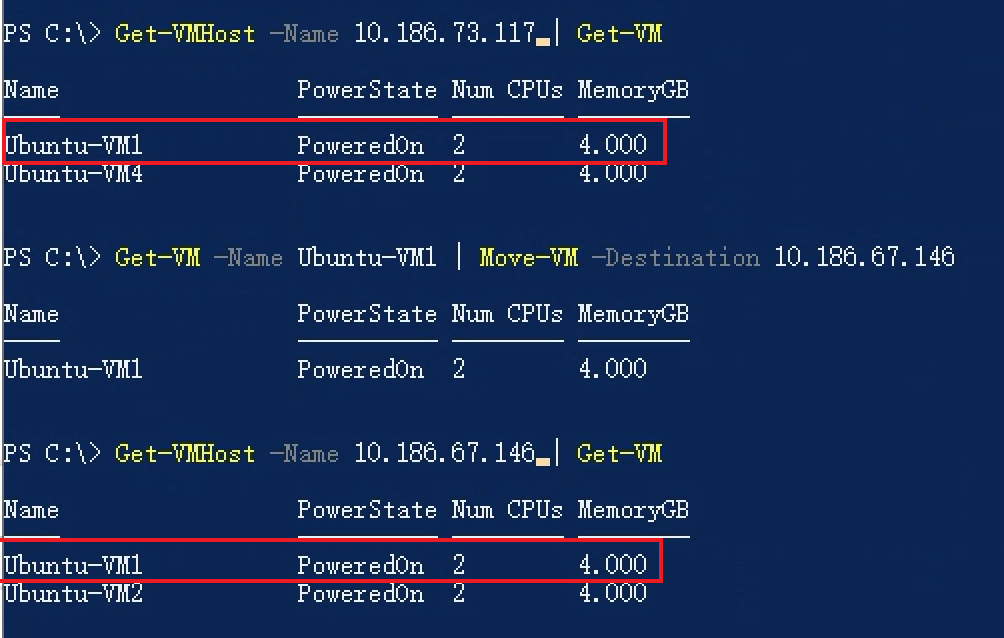 PS C:\> Get-VMHost -Name 10.186.73.117_| Get-VM
Name PowerState Num CPUs MemoryGB
Ubuntu-VM1 PoweredOn 2 4.000
Ubuntu-VM4 PoweredOn 2 4.000
PS C:\> Get-VM -Name Ubuntu-VM1 | Move-VM -Destination 10.186.67.146
Name PowerState Num CPUs MemoryGB
Ubuntu-VM1 PoweredOn 2 4.000
PS C:\> Get-VMHost -Name 10.186.67.146_| Get-VM
Name PowerState Num CPUs MemoryGB
Ubuntu-VM1 PoweredOn 2 4.000
Ubuntu-VM2 PoweredOn 2 4.000